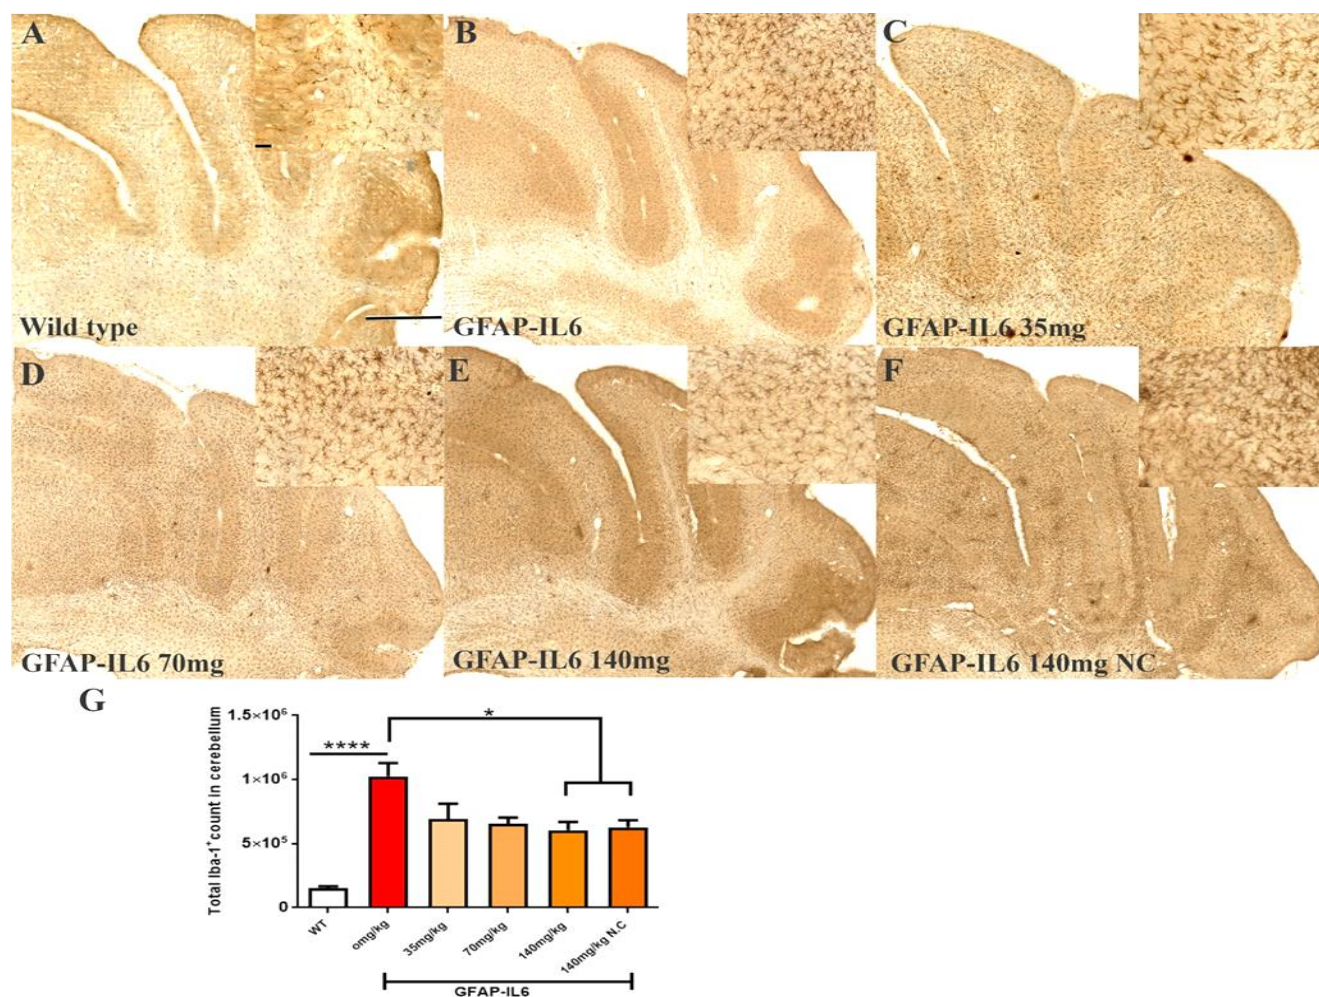 A
B
C
Wild type
GFAP-IL6
GFAP-IL6 35mg
D
E
F
GFAP-IL6 70mg
GFAP-IL6 140mg
GFAP-IL6 140mg NC
G
Total Iba-1⁺count in cerebellum
1.5×10⁶
1×10⁶
5×10⁵
0
****
*
WT
omg/kg
35mg/kg
70mg/kg
140mg/kg
140mg/kg N.C
GFAP-IL6